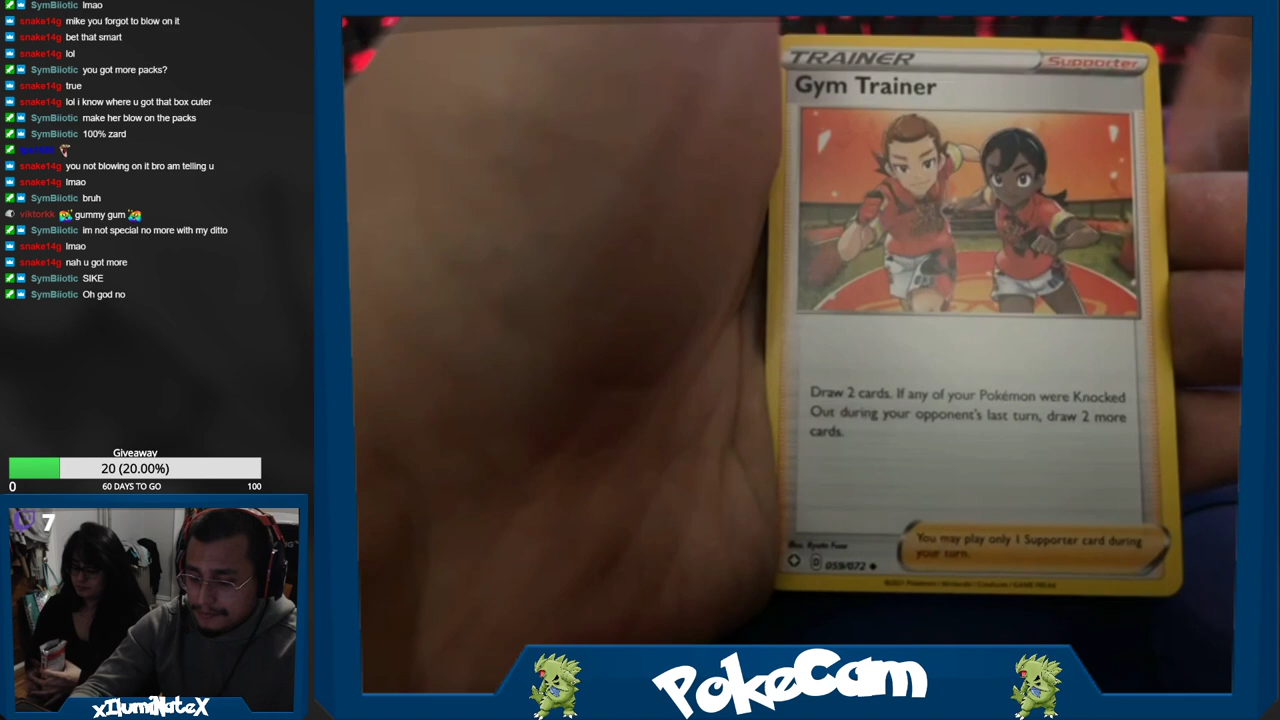 SymBiiotic lmao
snake14g mike you forgot to blow on it
snake14g bet that smart
snake14g lol
SymBiiotic you got more packs?
snake14g true
snake14g lol i know where u got that box cuter
SymBiiotic make her blow on the packs
SymBiiotic 100% zard
snake14g you not blowing on it bro am telling u
snake14g lmao
SymBiiotic bruh
viktorkk gummy gum
SymBiiotic im not special no more with my ditto
snake14g lmao
snake14g nah u got more
SymBiiotic SIKE
SymBiiotic Oh god no
Giveaway
20 (20.00%)
0 60 DAYS TO GO 100
7
xIlumiNateX
TRAINER Supporter
Gym Trainer
Draw 2 cards. If any of your Pokémon were Knocked
Out during your opponent's last turn, draw 2 more
cards.
You may play only 1 Supporter card during
your turn.
D 059/072
PokeCam